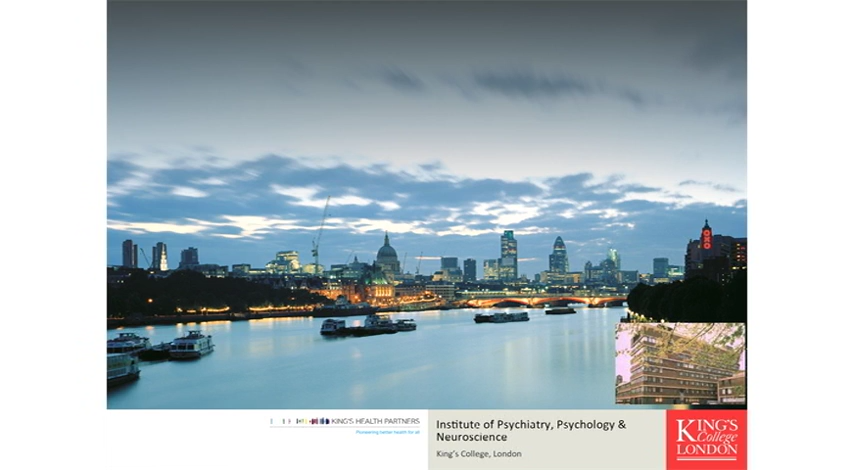 OXO
KING'S HEALTH PARTNERS
Pioneering better health for all
Institute of Psychiatry, Psychology &
Neuroscience
King's College, London
KING'S
College
LONDON